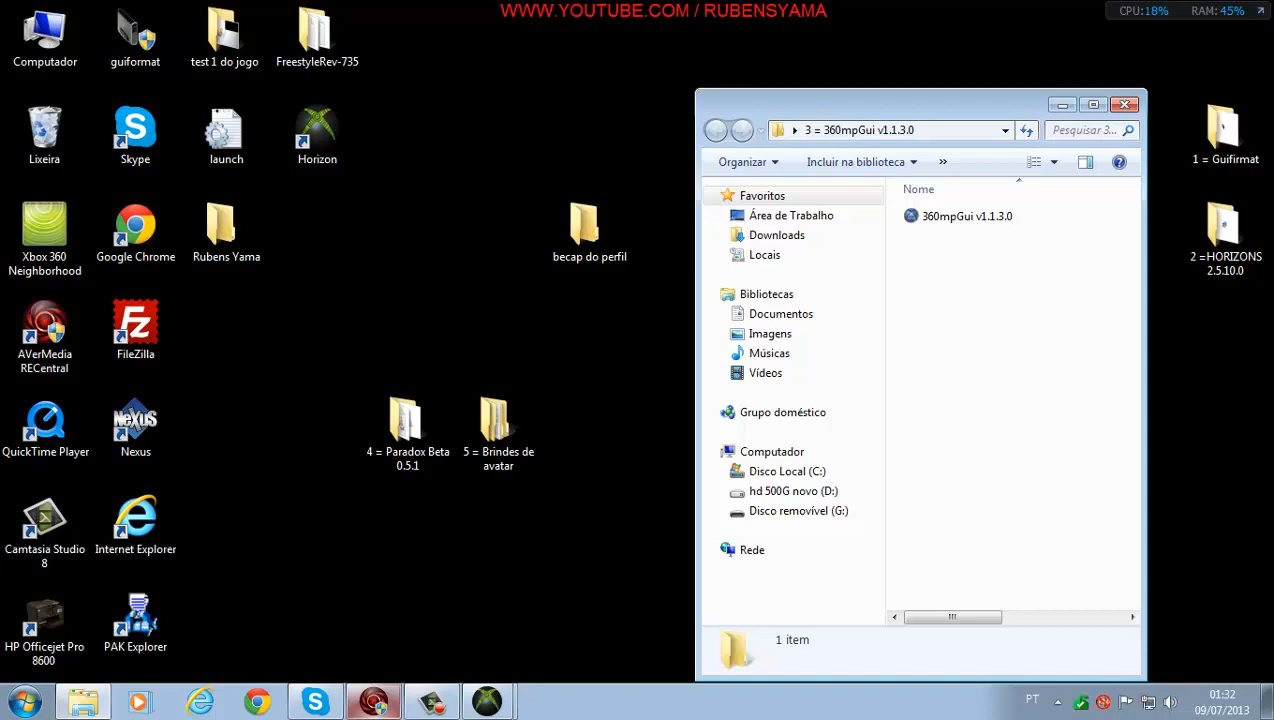 WWW.YOUTUBE.COM / RUBENSYAMA
CPU:18% RAM: 45%
Computador
guiformat
test 1 do jogo
FreestyleRev-735
Lixeira
Skype
launch
Horizon
Xbox 360
Neighborhood
Google Chrome
Rubens Yama
AVerMedia
RECentral
FileZilla
QuickTime Player
Nexus
Camtasia Studio
8
Internet Explorer
HP Officejet Pro
8600
PAK Explorer
becap do perfil
4 = Paradox Beta
0.5.1
5 = Brindes de
avatar
3 = 360mpGui v1.1.3.0
Pesquisar 3...
Organizar
Incluir na biblioteca
»
Favoritos
Área de Trabalho
Downloads
Locais
Bibliotecas
Documentos
Imagens
Músicas
Vídeos
Grupo doméstico
Computador
Disco Local (C:)
hd 500G novo (D:)
Disco removível (G:)
Rede
Nome
360mpGui v1.1.3.0
1 item
1 = Guifirmat
2 =HORIZONS
2.5.10.0
PT
01:32
09/07/2013